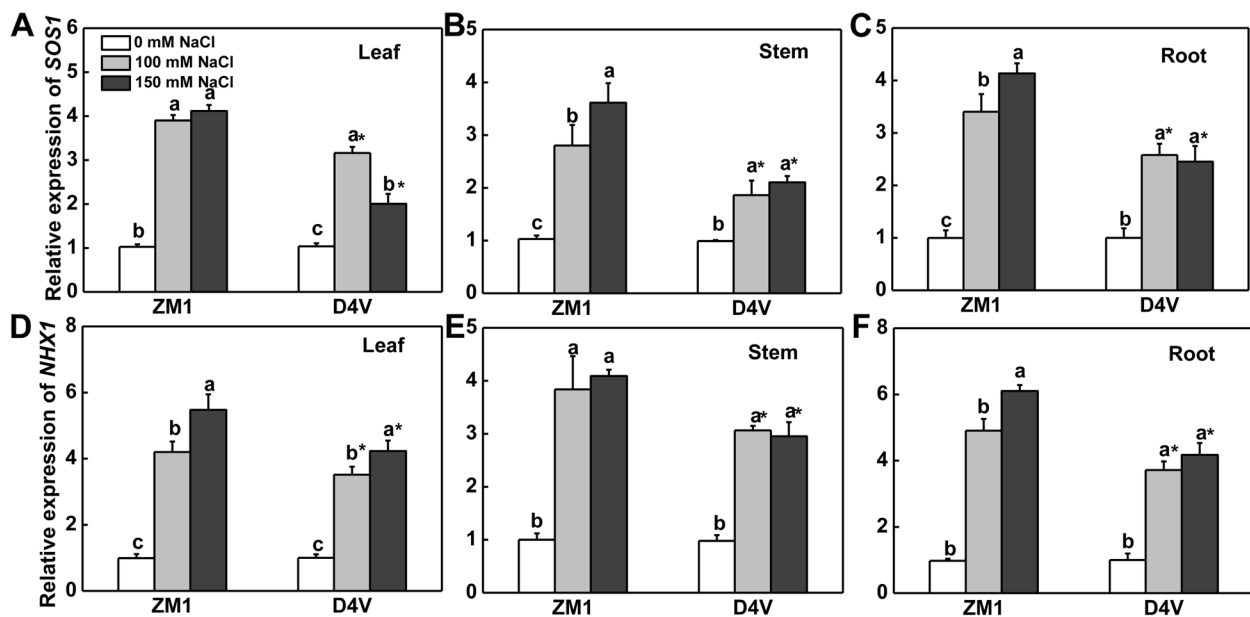 A
Relative expression of SOS1
6
5
4
3
2
1
0
0 mM NaCl
100 mM NaCl
150 mM NaCl
Leaf
b
a
a
c
a*
b*
ZM1
D4V
B
5
4
3
2
1
0
Stem
c
b
a
b
a*
a*
ZM1
D4V
C
5
4
3
2
1
0
Root
c
b
a
b
a*
a*
ZM1
D4V
D
Relative expression of NHX1
8
6
4
2
0
Leaf
c
b
a
c
b*
a*
ZM1
D4V
E
5
4
3
2
1
0
Stem
b
a
a
b
a*
a*
ZM1
D4V
F
8
6
4
2
0
Root
b
b
a
b
a*
a*
ZM1
D4V